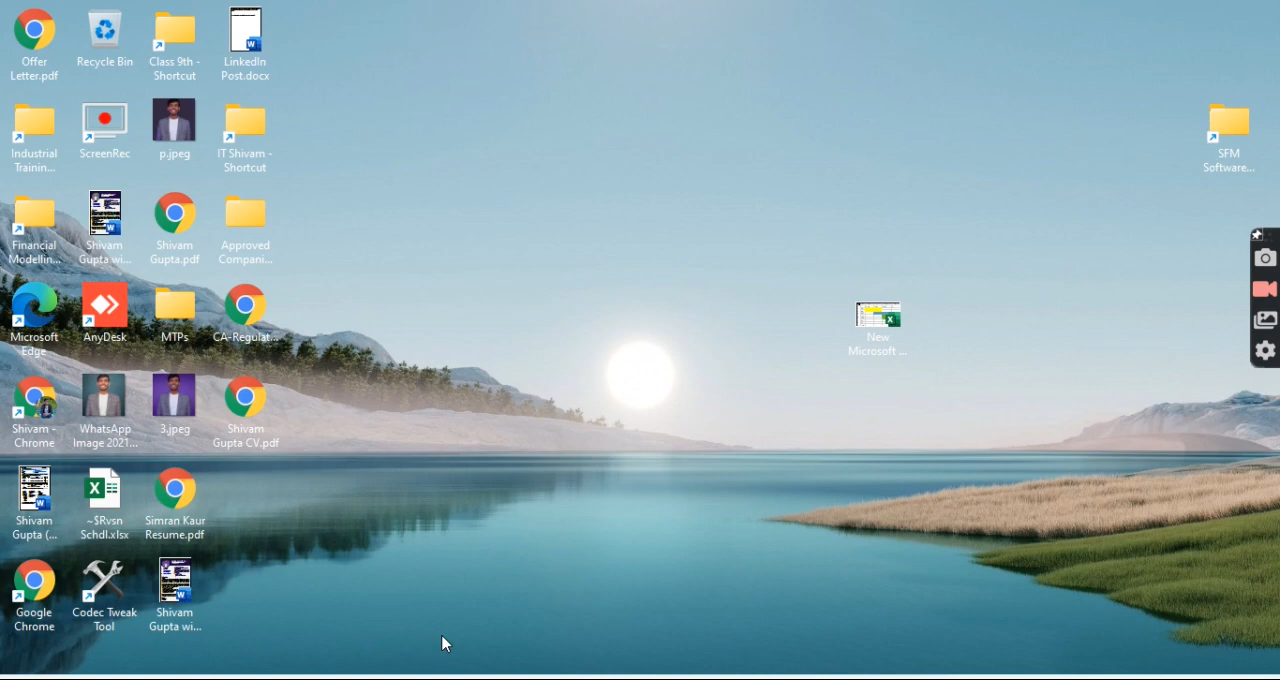 Offer
Letter.pdf
Recycle Bin
Class 9th -
Shortcut
LinkedIn
Post.docx
Industrial
Trainin...
ScreenRec
p.jpeg
IT Shivam -
Shortcut
SFM
Software...
Financial
Modellin...
Shivam
Gupta wi...
Shivam
Gupta.pdf
Approved
Compani...
Microsoft
Edge
AnyDesk
MTPs
CA-Regulat...
New
Microsoft ...
Shivam -
Chrome
WhatsApp
Image 2021...
3.jpeg
Shivam
Gupta CV.pdf
Shivam
Gupta (...
~$Rvsn
Schdl.xlsx
Simran Kaur
Resume.pdf
Google
Chrome
Codec Tweak
Tool
Shivam
Gupta wi...